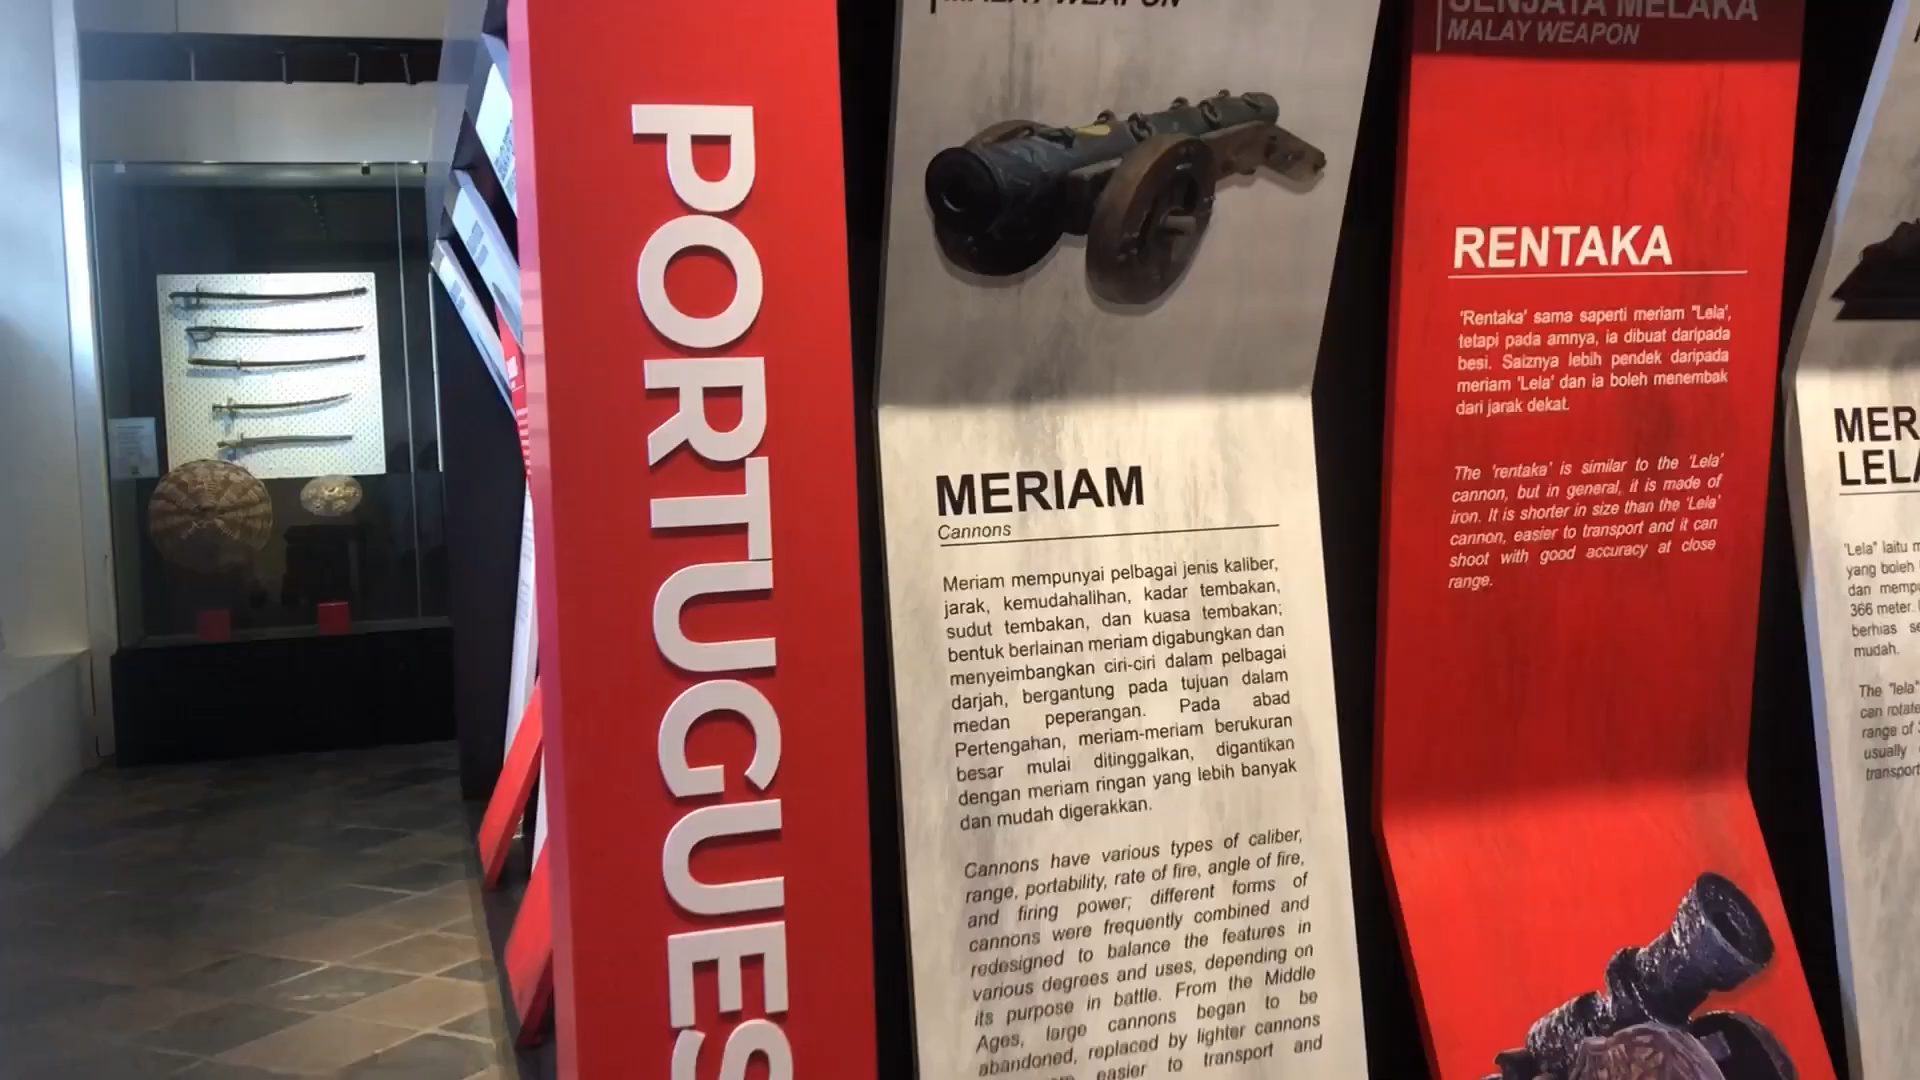 PORTUGUES
MALAY WEAPON
MERIAM
Cannons
Meriam mempunyai pelbagai jenis kaliber,
jarak, kemudahalihan, kadar tembakan,
sudut tembakan, dan kuasa tembakan;
bentuk berlainan meriam digabungkan dan
menyeimbangkan ciri-ciri dalam pelbagai
darjah, bergantung pada tujuan dalam
medan peperangan. Pada abad
Pertengahan, meriam-meriam berukuran
besar mulai ditinggalkan, digantikan
dengan meriam ringan yang lebih banyak
dan mudah digerakkan.
Cannons have various types of caliber,
range, portability, rate of fire, angle of fire,
and firing power; different forms of
cannons were frequently combined and
redesigned to balance the features in
various degrees and uses, depending on
its purpose in battle. From the Middle
Ages, large cannons began to be
abandoned, replaced by lighter cannons
easier to transport and
SENJATA MELAKA
MALAY WEAPON
RENTAKA
'Rentaka' sama saperti meriam "Lela',
tetapi pada amnya, ia dibuat daripada
besi. Saiznya lebih pendek daripada
meriam 'Lela' dan ia boleh menembak
dari jarak dekat.
The 'rentaka' is similar to the 'Lela'
cannon, but in general, it is made of
iron. It is shorter in size than the 'Lela'
cannon, easier to transport and it can
shoot with good accuracy at close
range.
MER
LELA
"Lela" laitu m
yang boleh
dan mempu
366 meter.
berhias se
mudah.
The "lela"
can rotate
range of
usually
transport